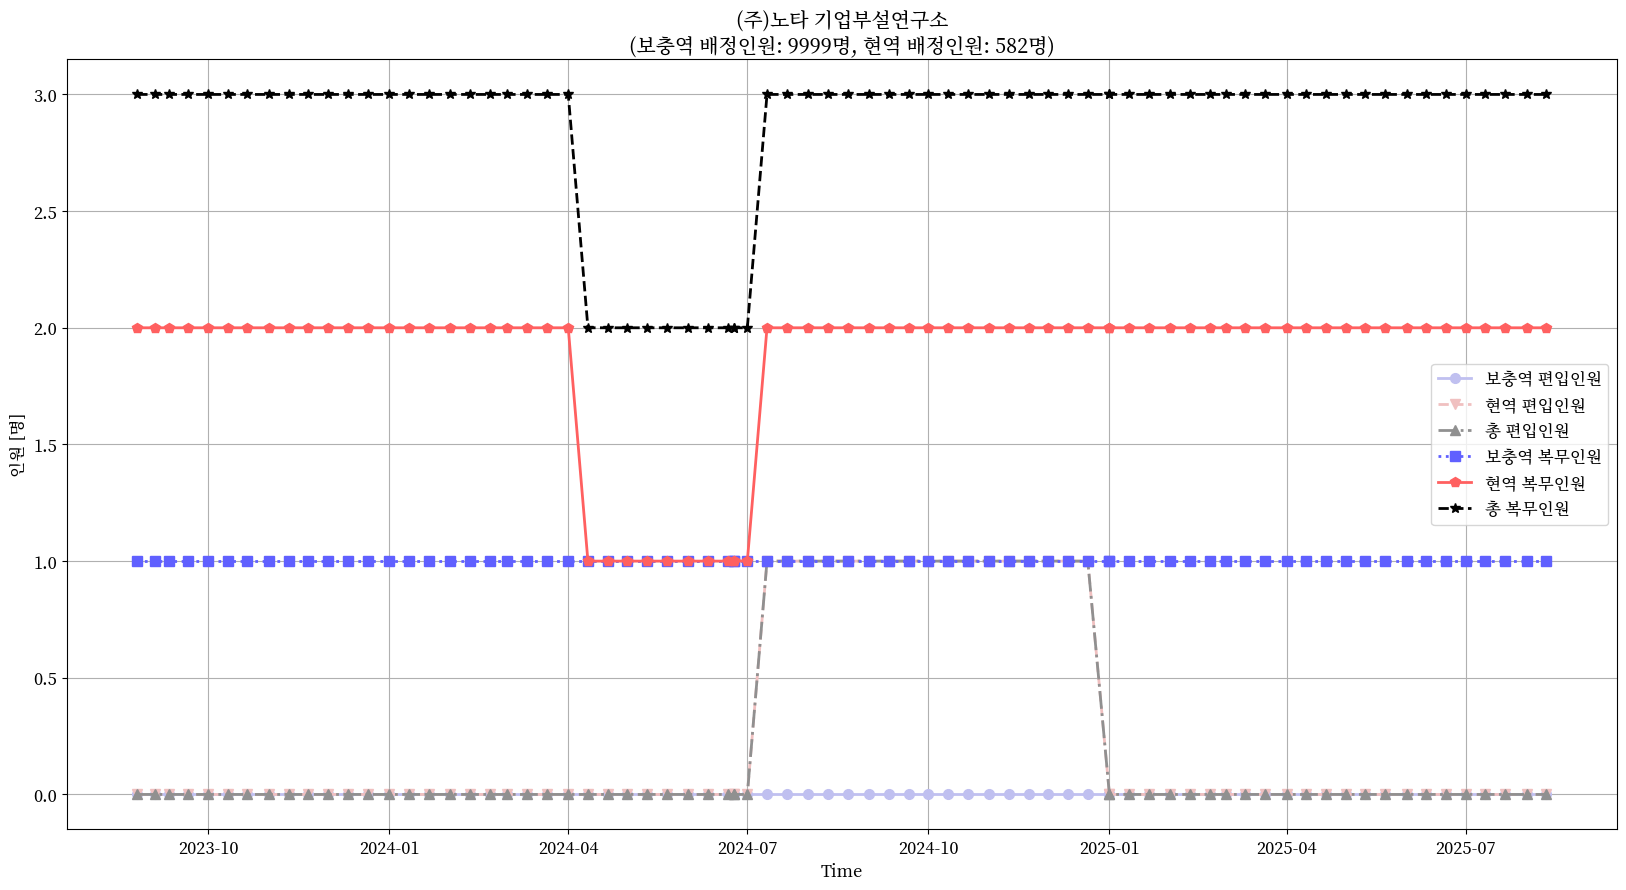 (주)노타 기업부설연구소
(보충역 배정인원: 9999명, 현역 배정인원: 582명)
3.0
2.5
2.0
1.5
1.0
0.5
0.0
인원 [명]
보충역 편입인원
현역 편입인원
총 편입인원
보충역 복무인원
현역 복무인원
총 복무인원
2023-10 2024-01 2024-04 2024-07 2024-10 2025-01 2025-04 2025-07
Time